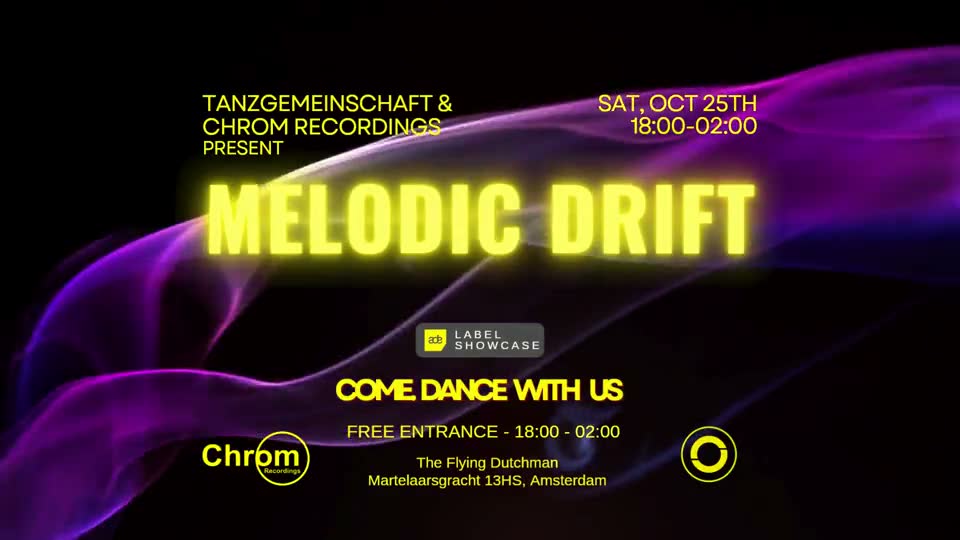 TANZGEMEINSCHAFT &
CHROM RECORDINGS
PRESENT
SAT, OCT 25TH
18:00-02:00
MELODIC DRIFT
ade
LABEL
SHOWCASE
COME, DANCE WITH US
FREE ENTRANCE - 18:00 - 02:00
The Flying Dutchman
Martelaarsgracht 13HS, Amsterdam
Chrom
Recordings